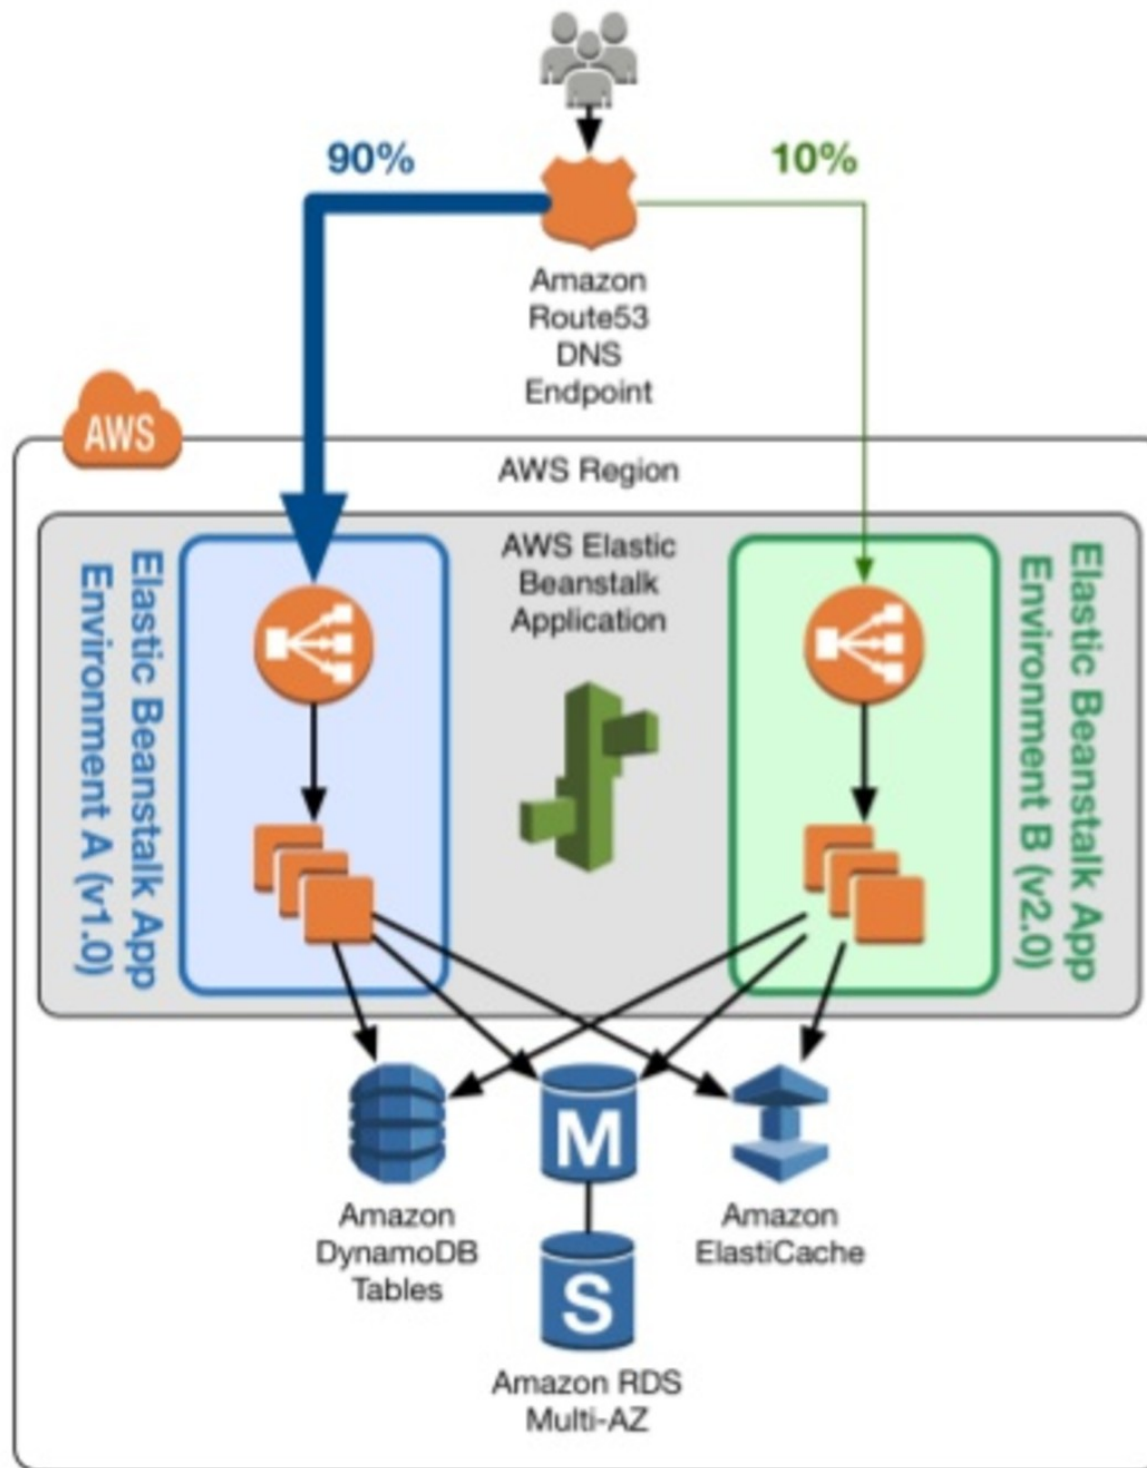 90%
10%
Amazon
Route53
DNS
Endpoint
AWS
AWS Region
AWS Elastic
Beanstalk
Application
Elastic Beanstalk App
Environment A (v1.0)
Elastic Beanstalk App
Environment B (v2.0)
M
Amazon
DynamoDB
Tables
Amazon
ElastiCache
S
Amazon RDS
Multi-AZ